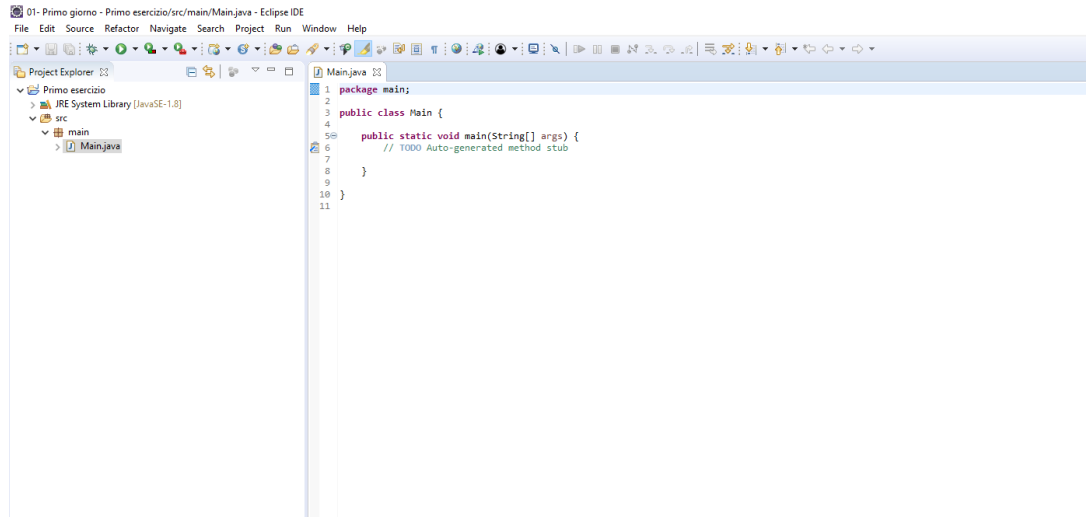 01- Primo giorno - Primo esercizio/src/main/Main.java - Eclipse IDE
File Edit Source Refactor Navigate Search Project Run Window Help
Project Explorer
Primo esercizio
JRE System Library [JavaSE-1.8]
src
main
Main.java
Main.java
1 package main;
2
3 public class Main {
4
5 public static void main(String[] args) {
6 // TODO Auto-generated method stub
7
8 }
9
10 }
11